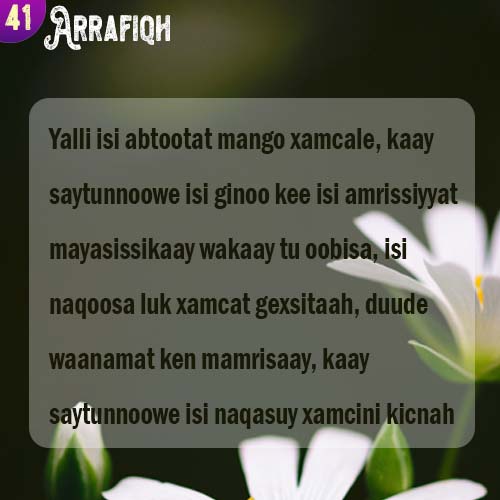 41
ARRAFIQH
Yalli isi abtootat mango xamcale, kaay
saytunnoowe isi ginoo kee isi amrissiyyat
mayasissikaay wakaay tu oobisa, isi
naqoosa luk xamcat gexsitaah, duude
waanamat ken mamrisaay, kaay
saytunnoowe isi naqasuy xamcini kicnah